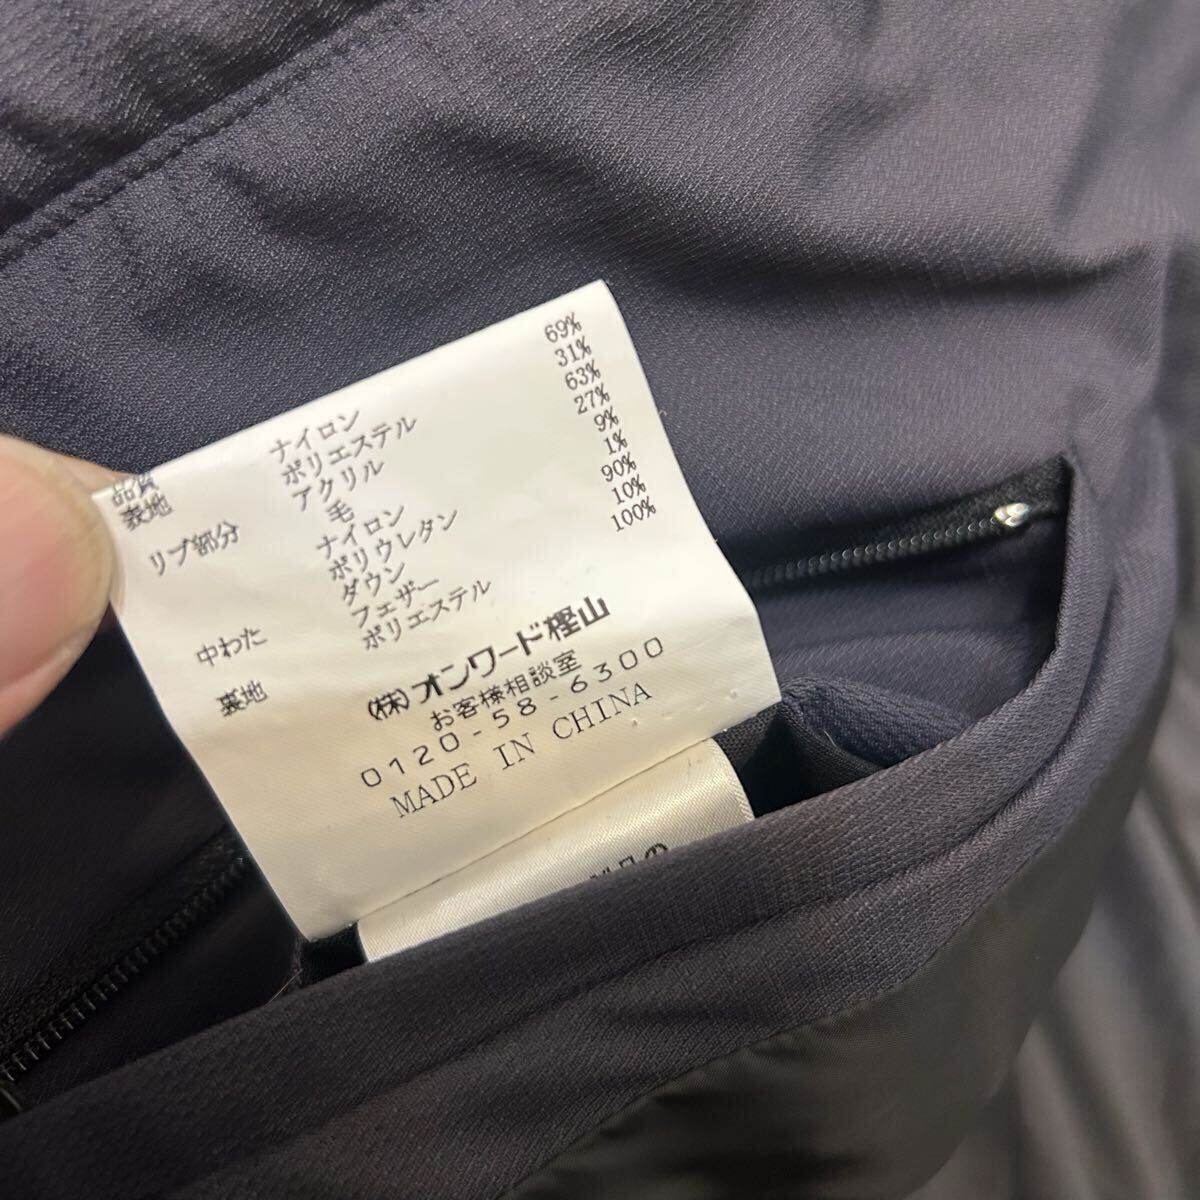 品質
表地 ナイロン 69%
ポリエステル 31%
リブ部分 アクリル 63%
毛 27%
ナイロン 9%
ポリウレタン 1%
中わた ダウン 90%
フェザー 10%
裏地 ポリエステル 100%
(株)オンワード樫山
お客様相談室
0120-58-6300
MADE IN CHINA